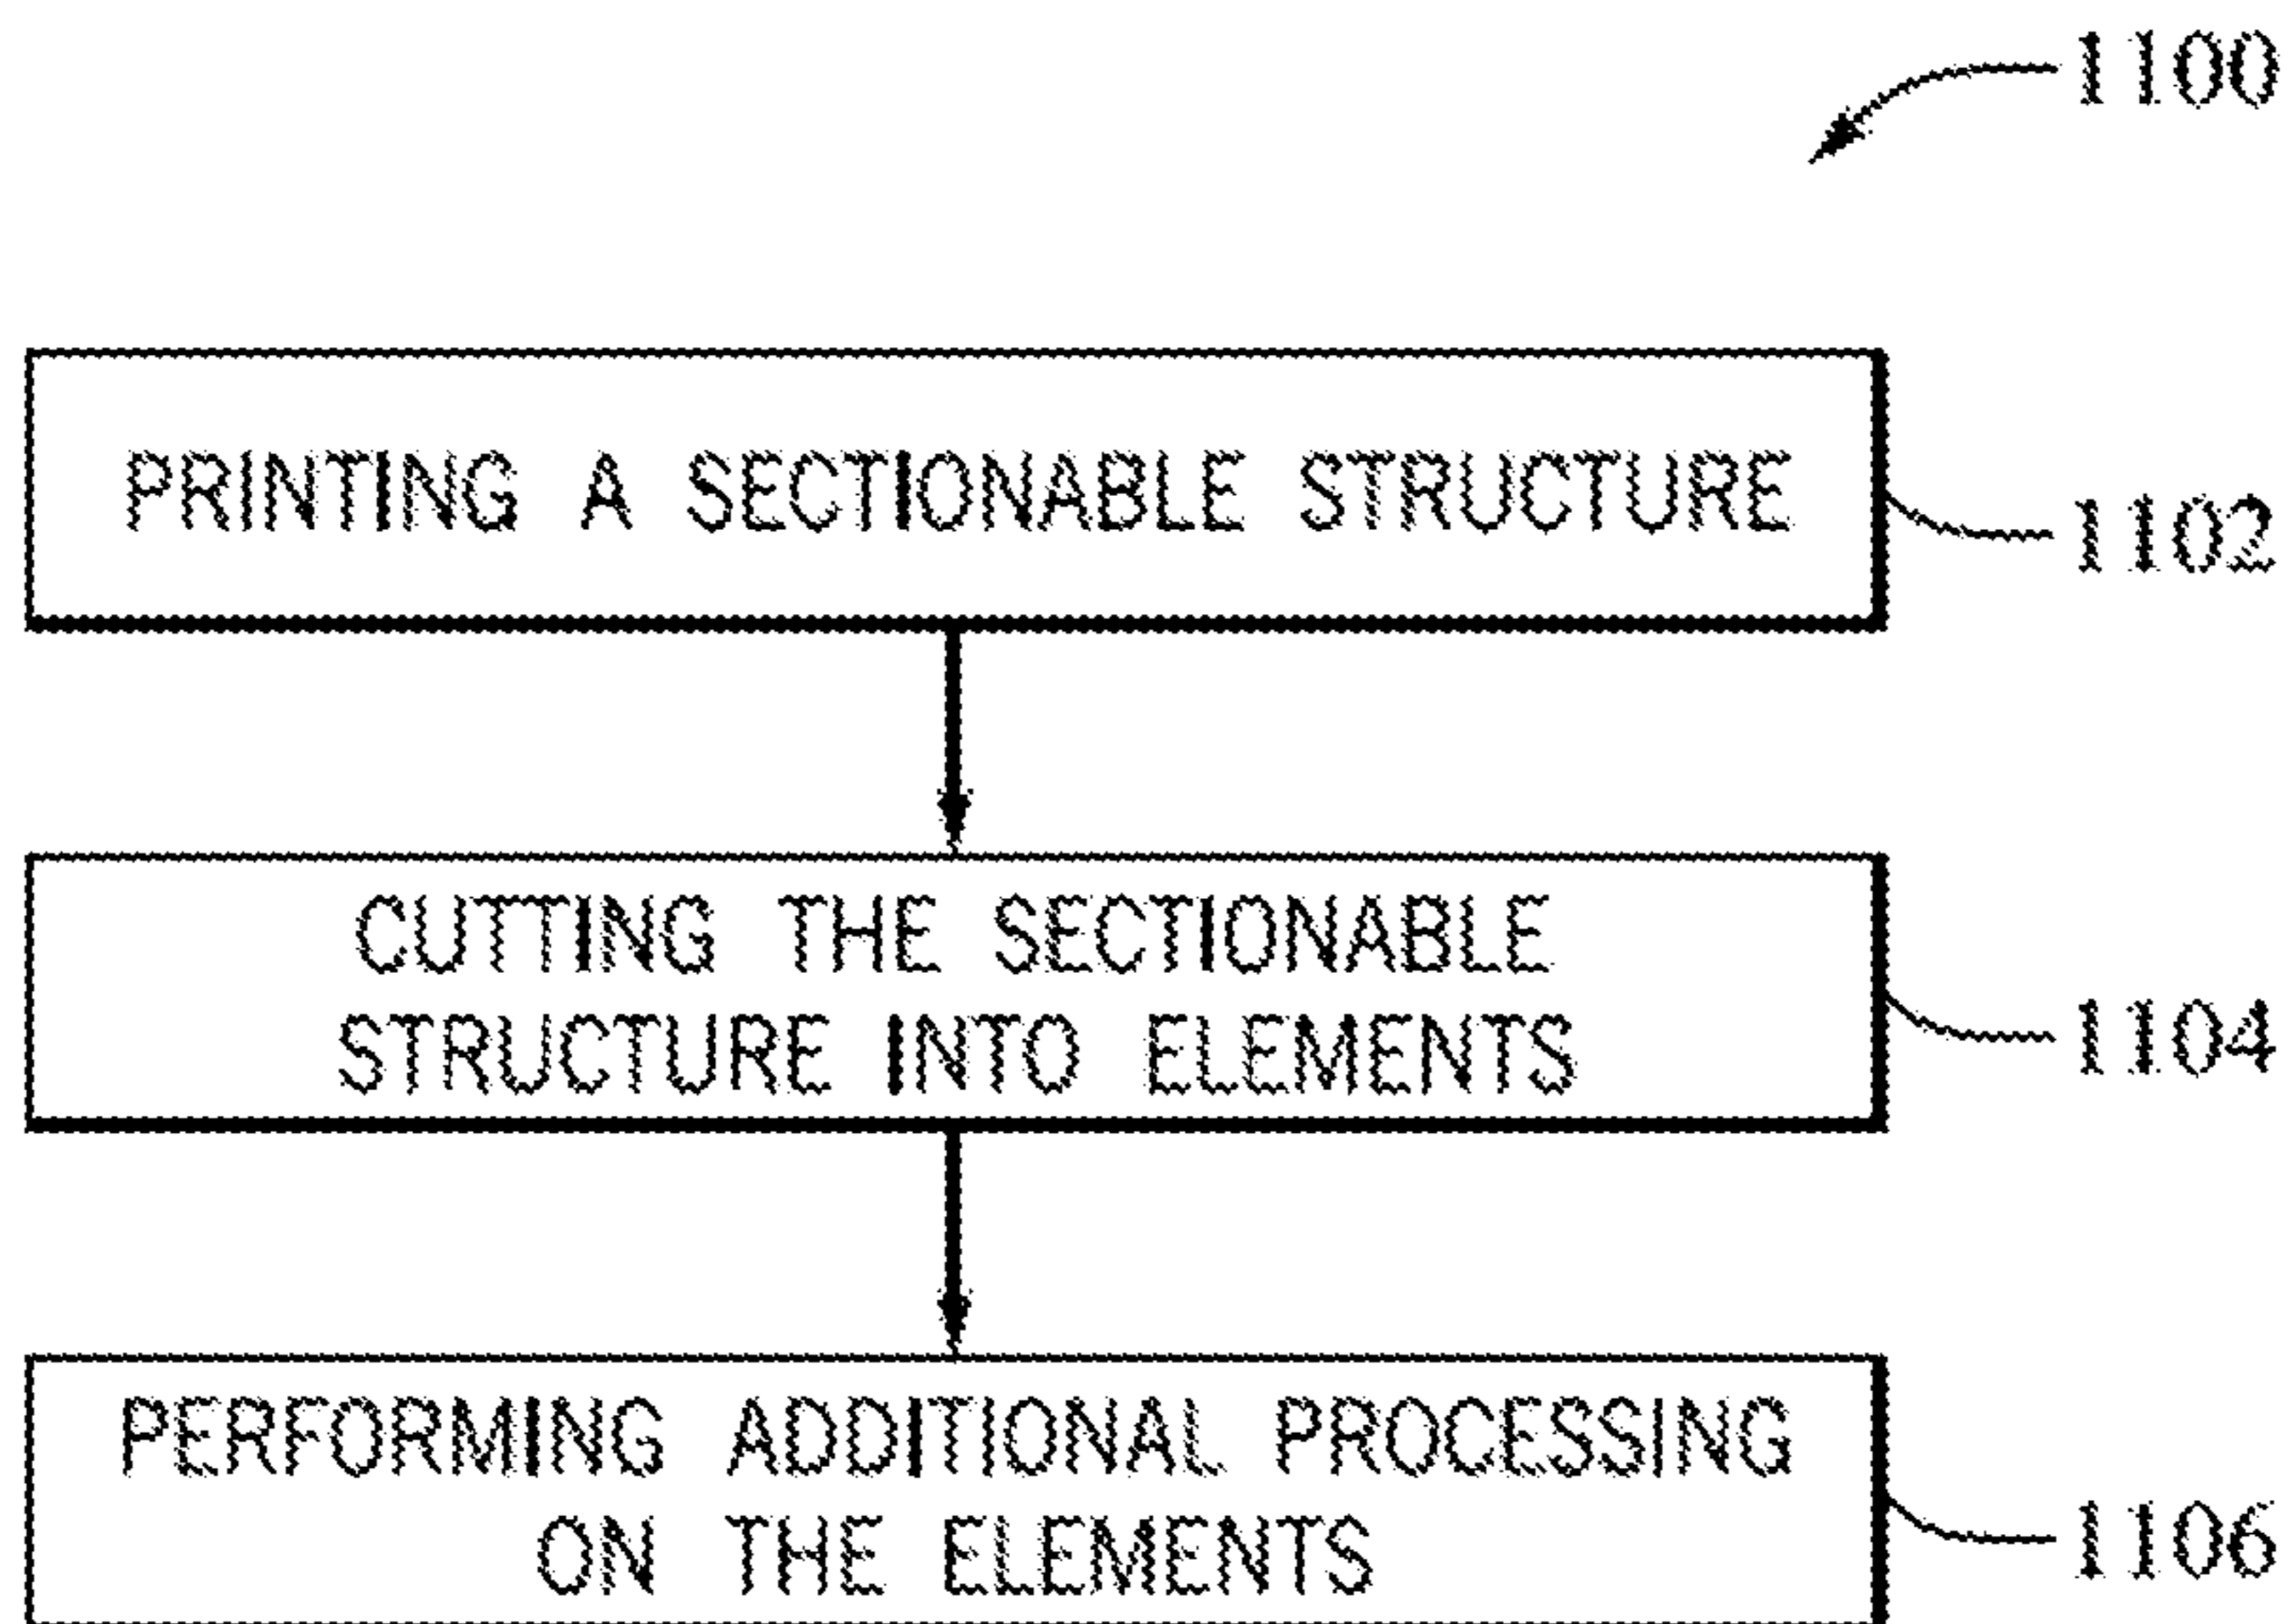 1100
PRINTING A SECTIONABLE STRUCTURE
1102
CUTTING THE SECTIONABLE
STRUCTURE INTO ELEMENTS
1104
PERFORMING ADDITIONAL PROCESSING
ON THE ELEMENTS
1106